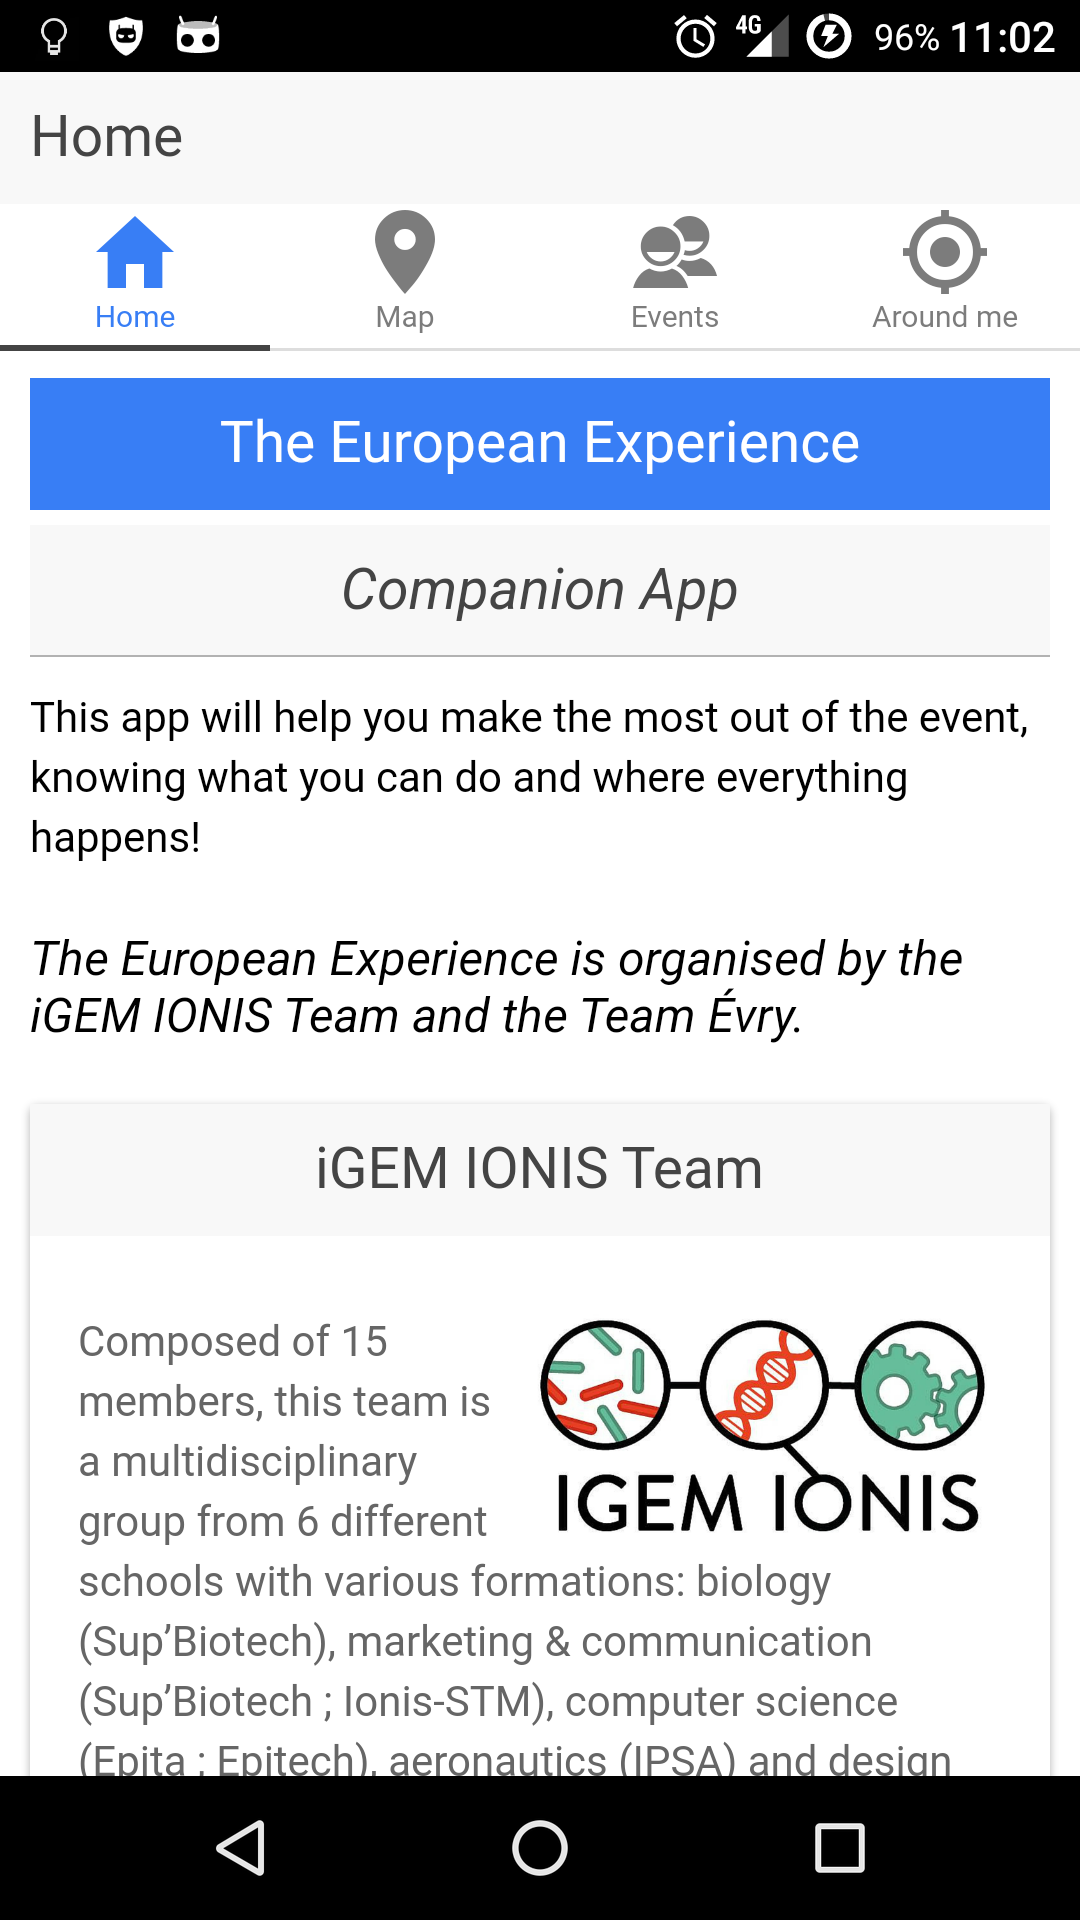 4G 96% 11:02
Home
Home Map Events Around me
The European Experience
Companion App
This app will help you make the most out of the event,
knowing what you can do and where everything
happens!
The European Experience is organised by the
iGEM IONIS Team and the Team Évry.
iGEM IONIS Team
Composed of 15
members, this team is
a multidisciplinary
group from 6 different
IGEM IONIS
schools with various formations: biology
(Sup’Biotech), marketing & communication
(Sup’Biotech ; Ionis-STM), computer science
(Epita ; Epitech), aeronautics (IPSA) and design